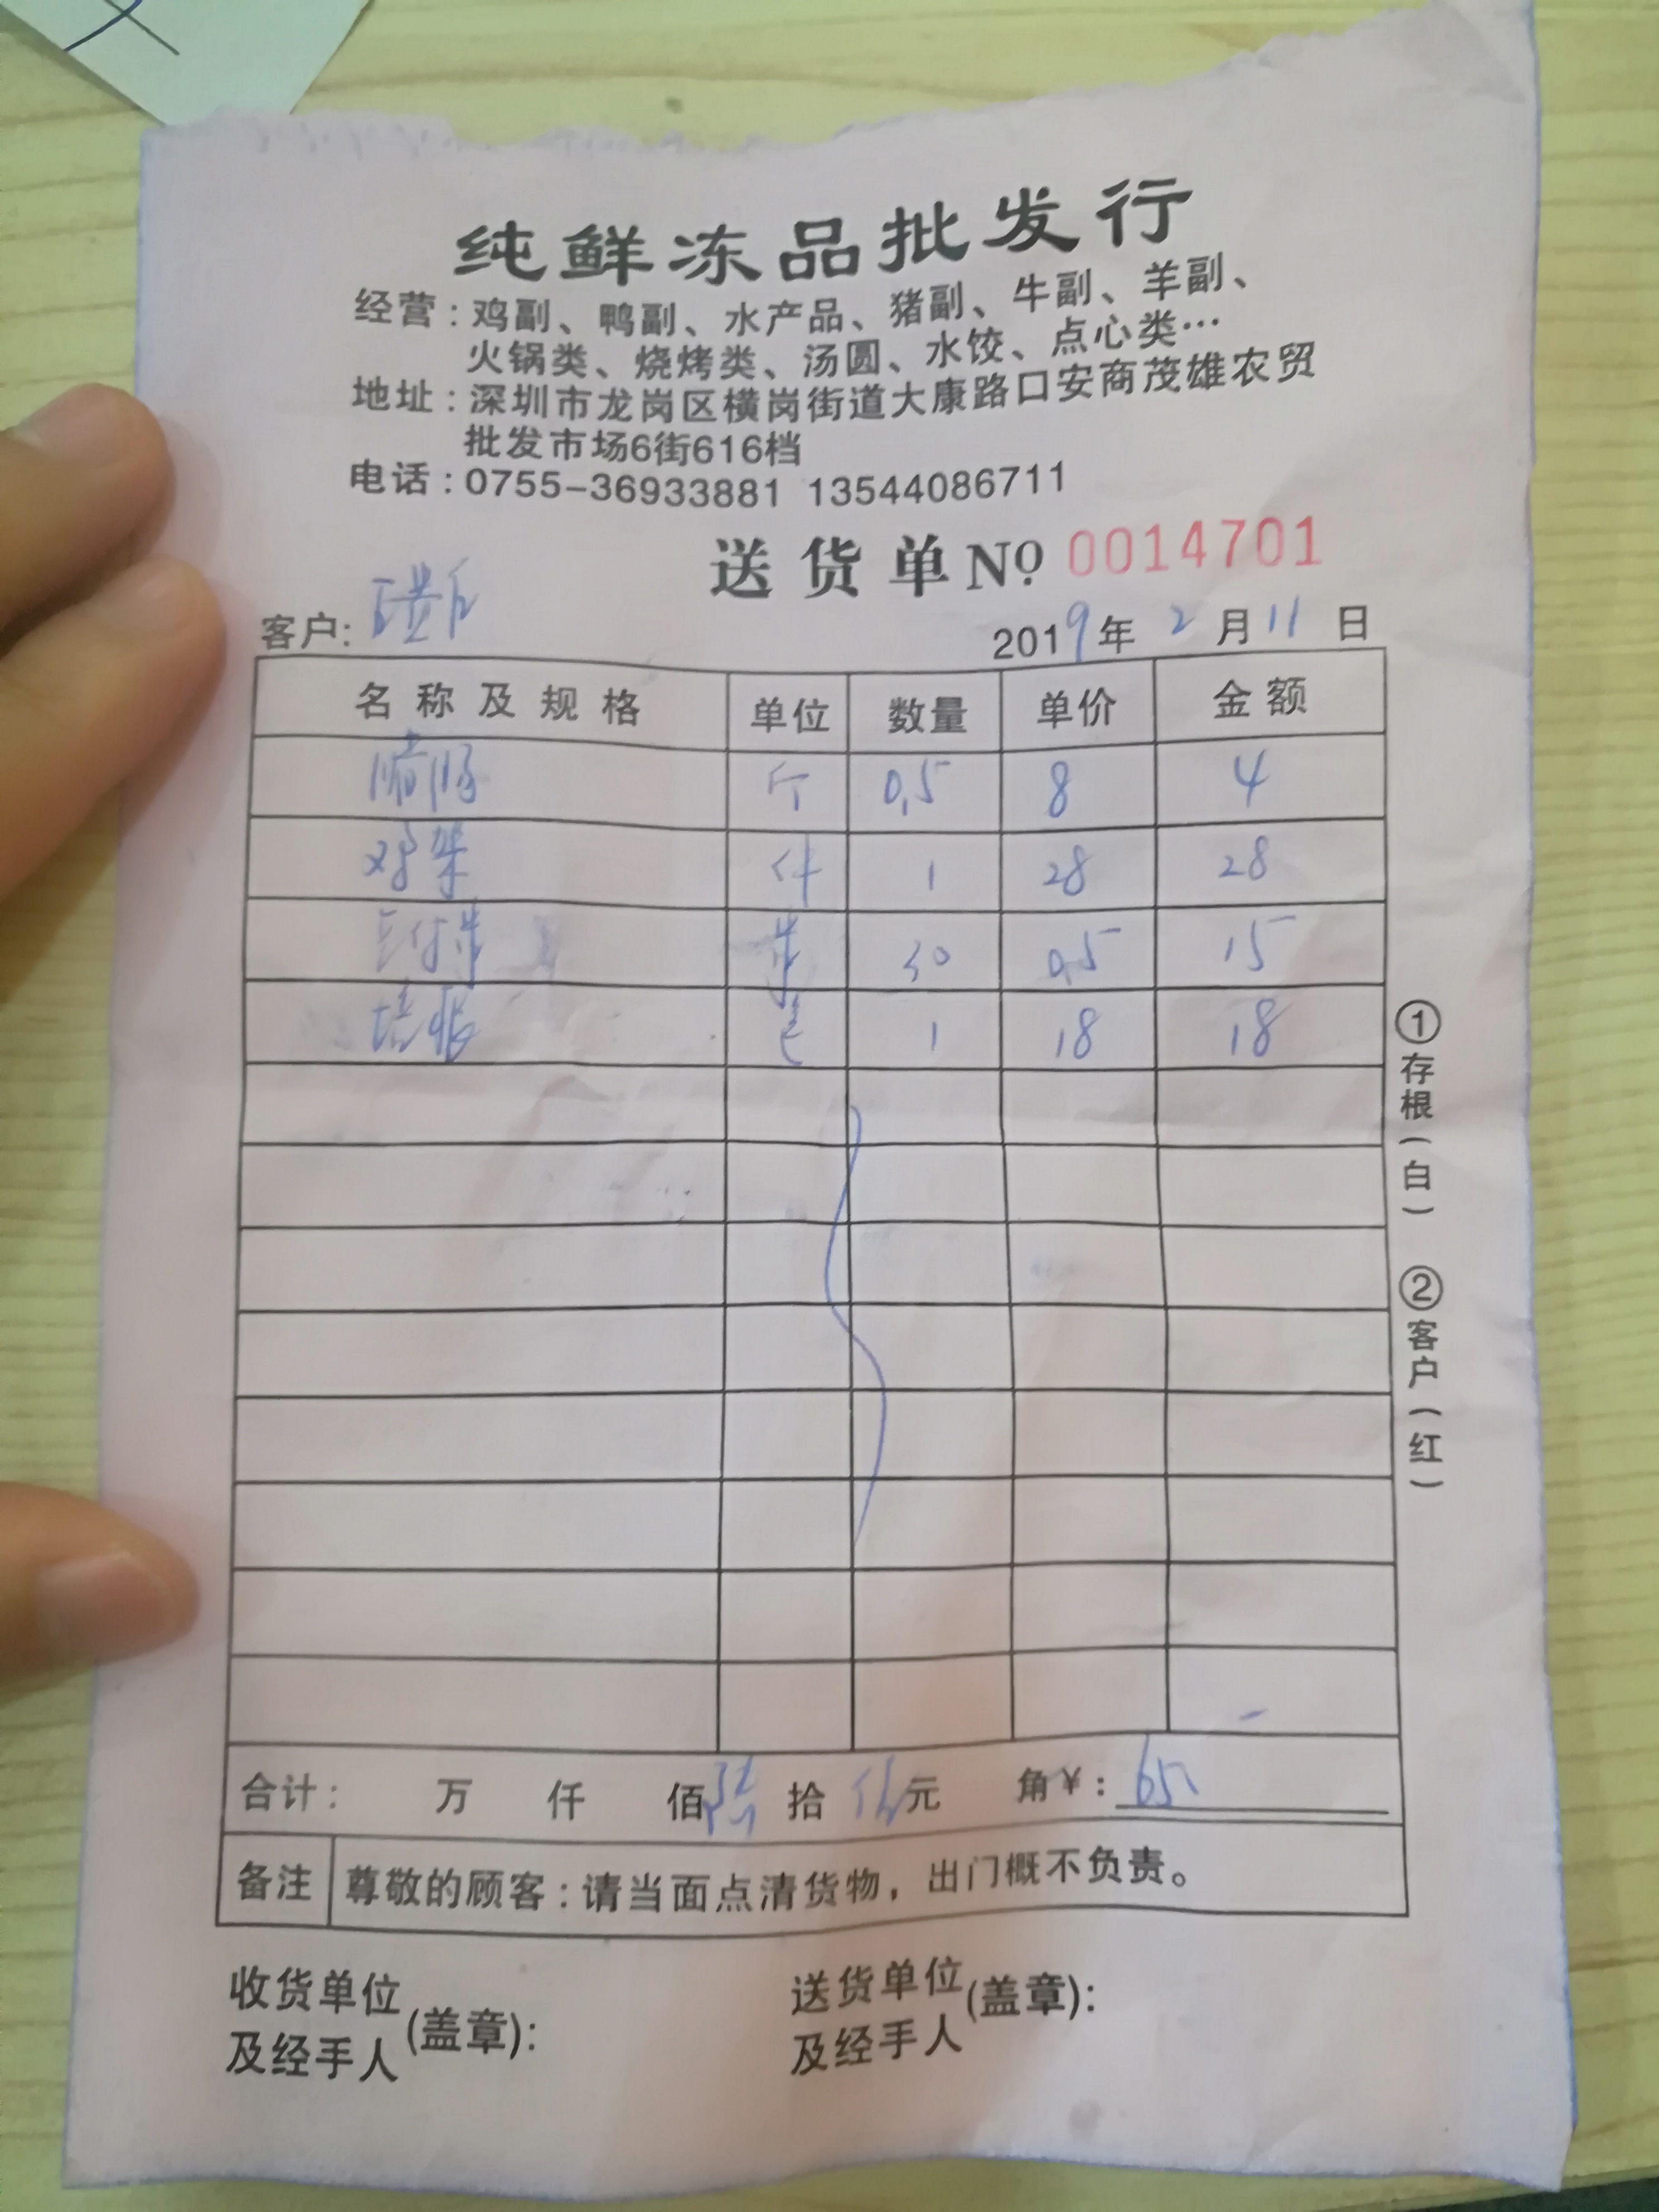 纯鲜冻品批发行
经营:鸡副、鸭副、水产品、猪副、牛副、羊副、
火锅类、烧烤类、汤圆、水饺、点心类…
地址:深圳市龙岗区横岗街道大康路口安商茂雄农贸
批发市场6街616档
电话:0755-36933881 13544086711
送货单 No 0014701
客户:
2019年 2月11日
名称及规格 单位 数量 单价 金额
腊肠 斤 0.5 8 4
鸡架 件 1 28 28
串 30 0.5 15
培根 包 1 18 18
①存根(白) ②客户(红)
合计: 万 仟 佰 陆拾 伍元 角¥: 65
备注 尊敬的顾客:请当面点清货物,出门概不负责。
收货单位及经手人(盖章): 送货单位及经手人(盖章):